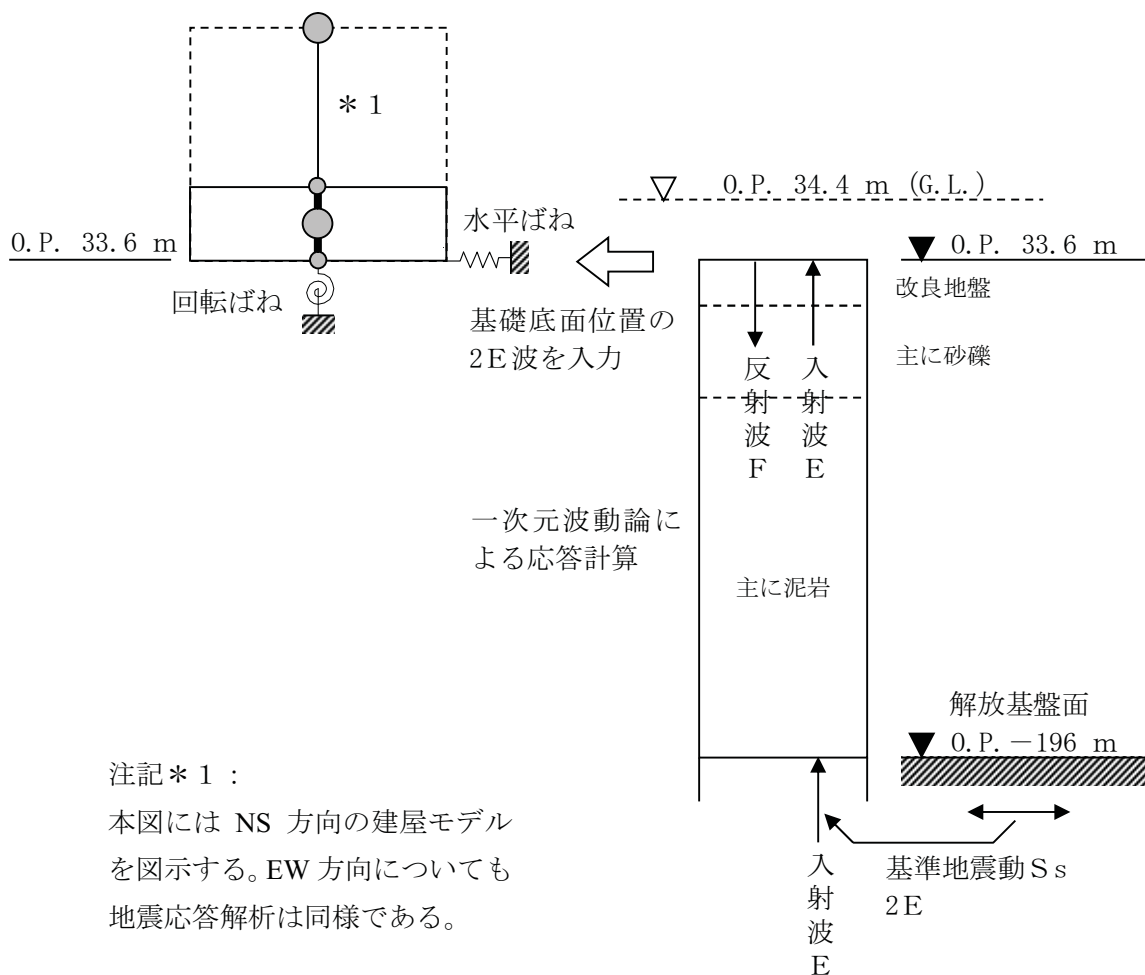 ＊１
O.P. 34.4 m (G.L.)
水平ばね
O.P. 33.6 m
O.P. 33.6 m
回転ばね
改良地盤
基礎底面位置の
2E波を入力
主に砂礫
反射波F
入射波E
一次元波動論に
よる応答計算
主に泥岩
解放基盤面
O.P.－196 m
注記＊１：
本図には NS 方向の建屋モデル
を図示する。EW 方向についても
地震応答解析は同様である。
基準地震動Ｓｓ
2E
入射波E